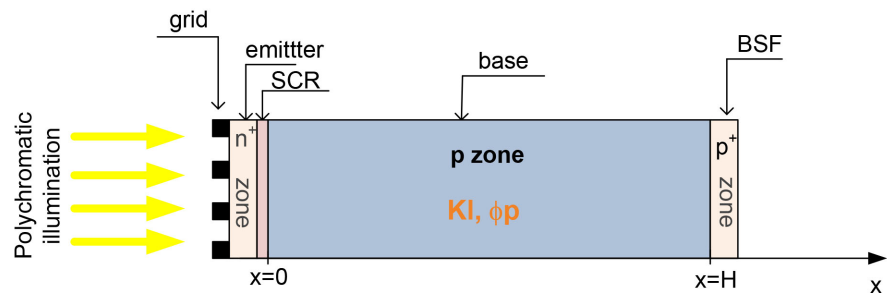 grid
emittter
SCR
base
BSF
Polychromatic
illumination
n+
zone
p zone
Kl, ϕp
p+
zone
x=0
x=H
x